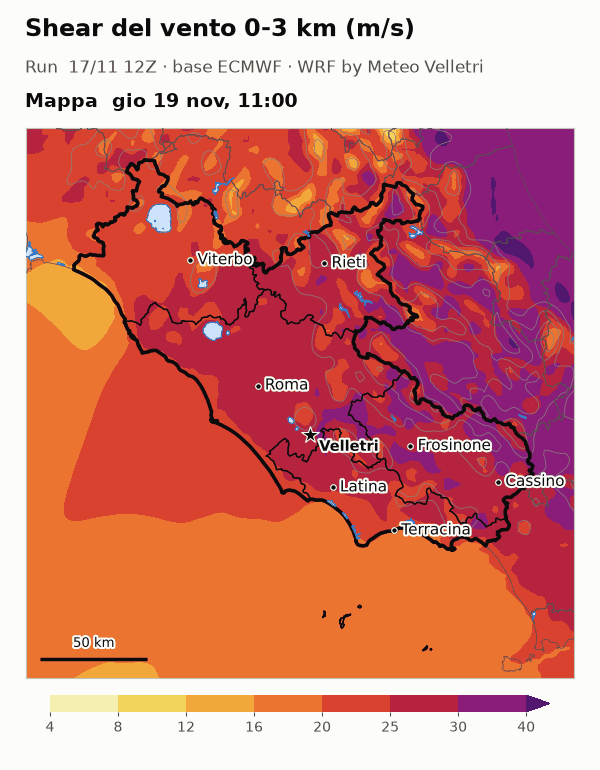 Shear del vento 0-3 km (m/s)
Run  17/11 12Z · base ECMWF · WRF by Meteo Velletri
Mappa  gio 19 nov, 11:00
Viterbo
Rieti
Roma
Velletri
Frosinone
Cassino
Latina
Terracina
50 km
4 8 12 16 20 25 30 40